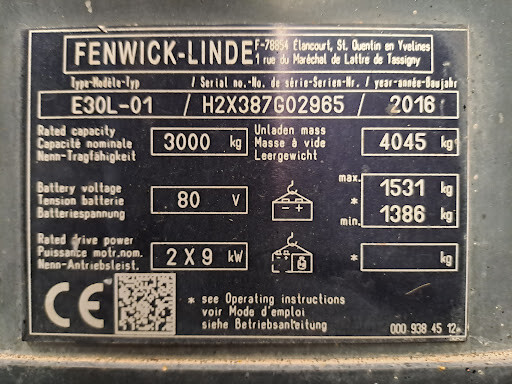 FENWICK-LINDE F-78854 Élancourt, St. Quentin en Yvelines
1 rue du Maréchal de Lattre de Tassigny
Type-Modèle-Typ / Serial no.-No. de série-Serien-Nr. / year-année-Baujahr
E30L-01 / H2X387G02965 / 2016
Rated capacity
Capacité nominale
Nenn-Tragfähigkeit
3000 kg
Unladen mass
Masse à vide
Leergewicht
4045 kg
Battery voltage
Tension batterie
Batteriespannung
80 V
max. 1531 kg
*
min. 1386 kg
Rated drive power
Puissance motr.nom.
Nenn-Antriebsleist.
2 X 9 kW
* kg
CE
* see Operating instructions
voir Mode d'emploi
siehe Betriebsanleitung
000 938 45 12